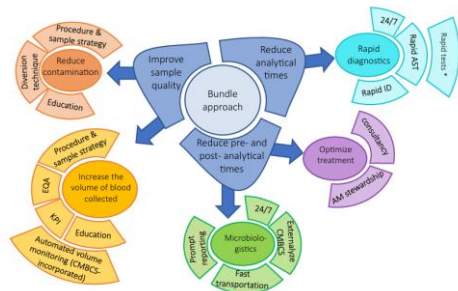 Procedure &
sample strategy
Diversion
technique
Reduce
contamination
Education
Improve
sample
quality
Reduce
analytical
times
Bundle
approach
Reduce pre- and
post- analytical
times
24/7
Rapid
diagnostics
Rapid AST
Rapid tests *
Rapid ID
Procedure &
sample strategy
EQA
Increase the
volume of blood
collected
KPI
Education
Automated volume
monitoring (CMBCS-
incorporated)
Optimize
treatment
consultancy
AM stewardship
24/7
Prompt
reporting
Microbiolo-
gistics
Externalize
CMBCS
Fast
transportation